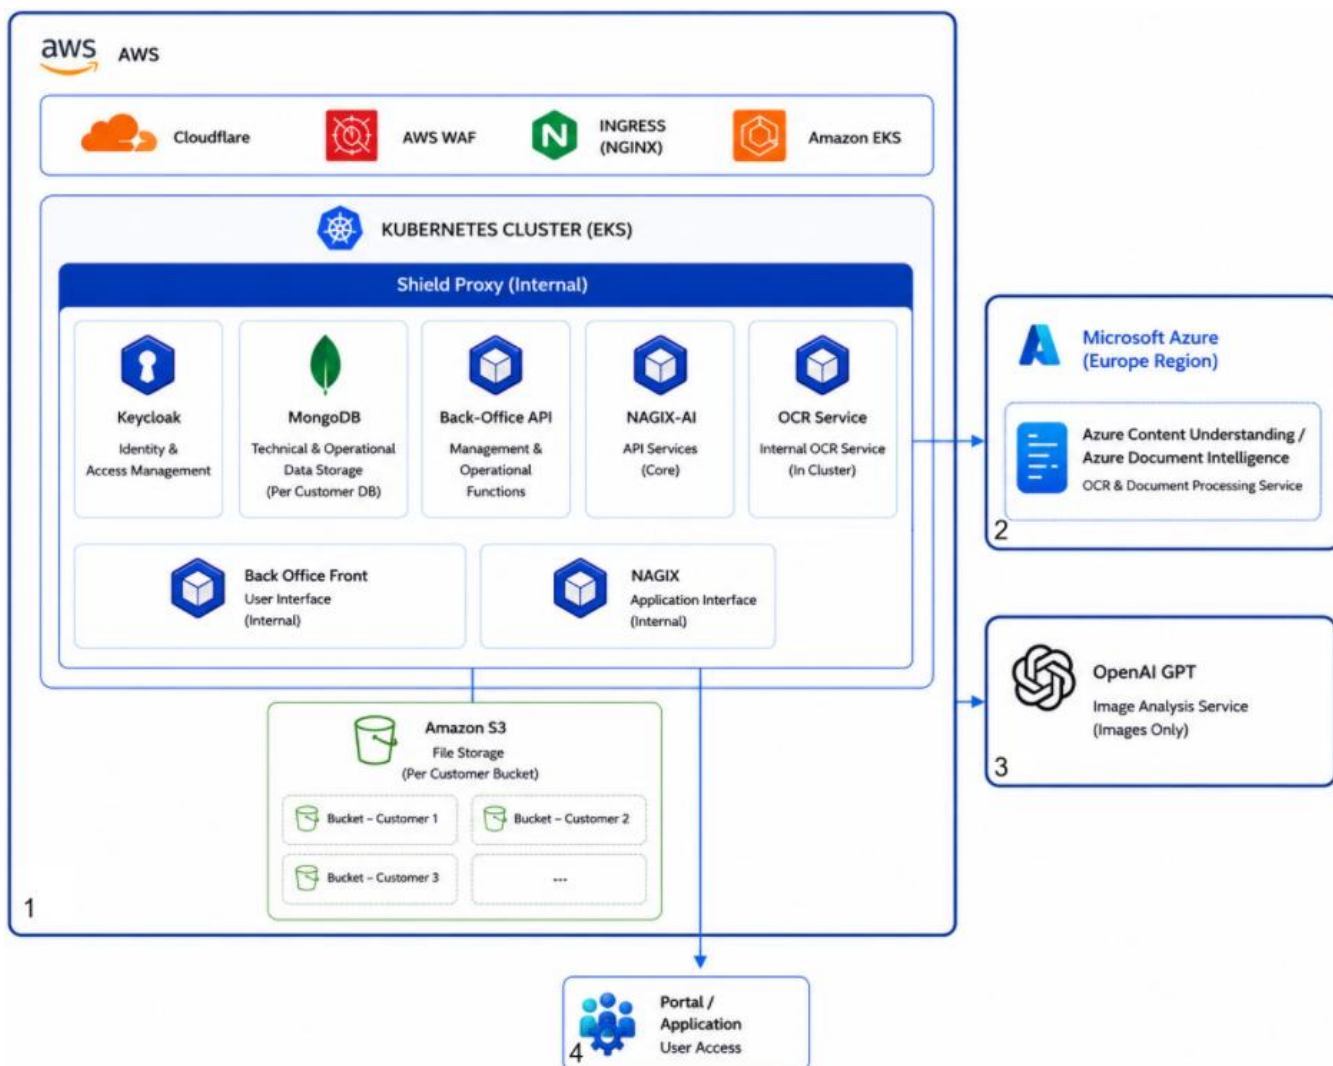 aws AWS
Cloudflare
AWS WAF
INGRESS
(NGINX)
Amazon EKS
KUBERNETES CLUSTER (EKS)
Shield Proxy (Internal)
Keycloak
Identity &
Access Management
MongoDB
Technical & Operational
Data Storage
(Per Customer DB)
Back-Office API
Management &
Operational
Functions
NAGIX-AI
API Services
(Core)
OCR Service
Internal OCR Service
(In Cluster)
Back Office Front
User Interface
(Internal)
NAGIX
Application Interface
(Internal)
Amazon S3
File Storage
(Per Customer Bucket)
Bucket – Customer 1
Bucket – Customer 2
Bucket – Customer 3
---
1
Microsoft Azure
(Europe Region)
Azure Content Understanding /
Azure Document Intelligence
OCR & Document Processing Service
2
OpenAI GPT
Image Analysis Service
(Images Only)
3
Portal /
Application
User Access
4